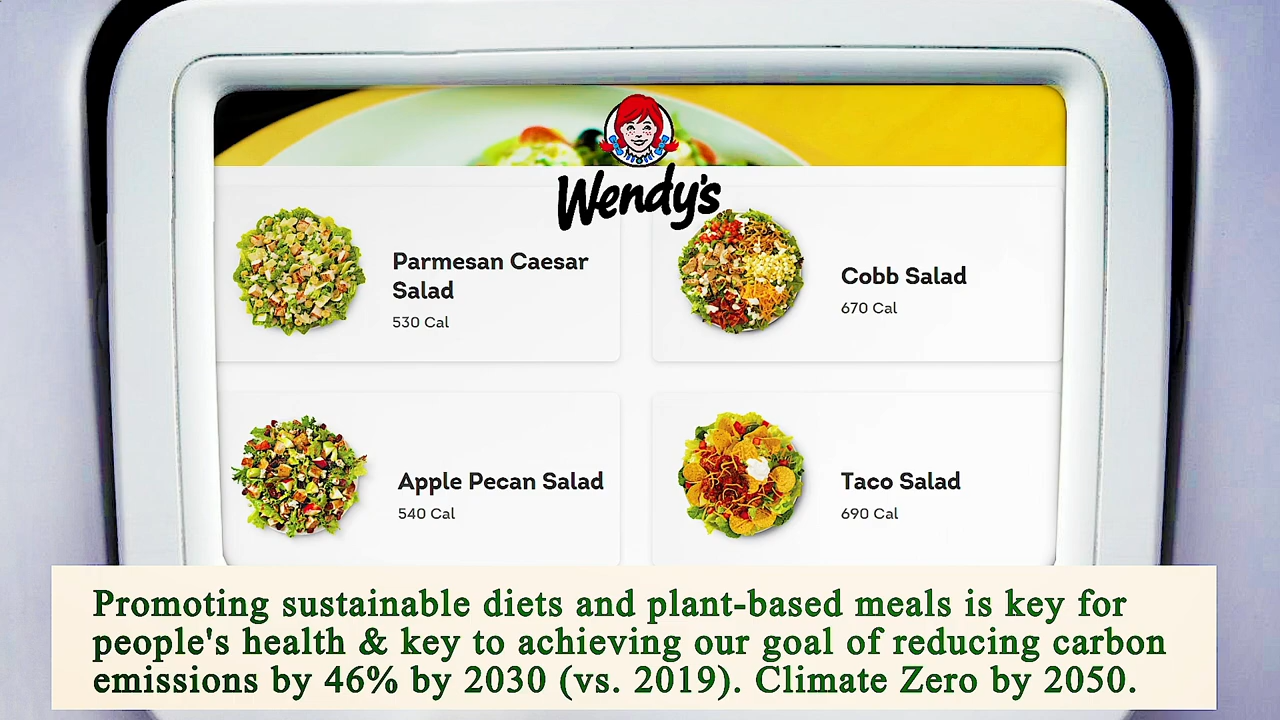 Wendy's
Parmesan Caesar
Salad
530 Cal
Cobb Salad
670 Cal
Apple Pecan Salad
540 Cal
Taco Salad
690 Cal
Promoting sustainable diets and plant-based meals is key for
people's health & key to achieving our goal of reducing carbon
emissions by 46% by 2030 (vs. 2019). Climate Zero by 2050.